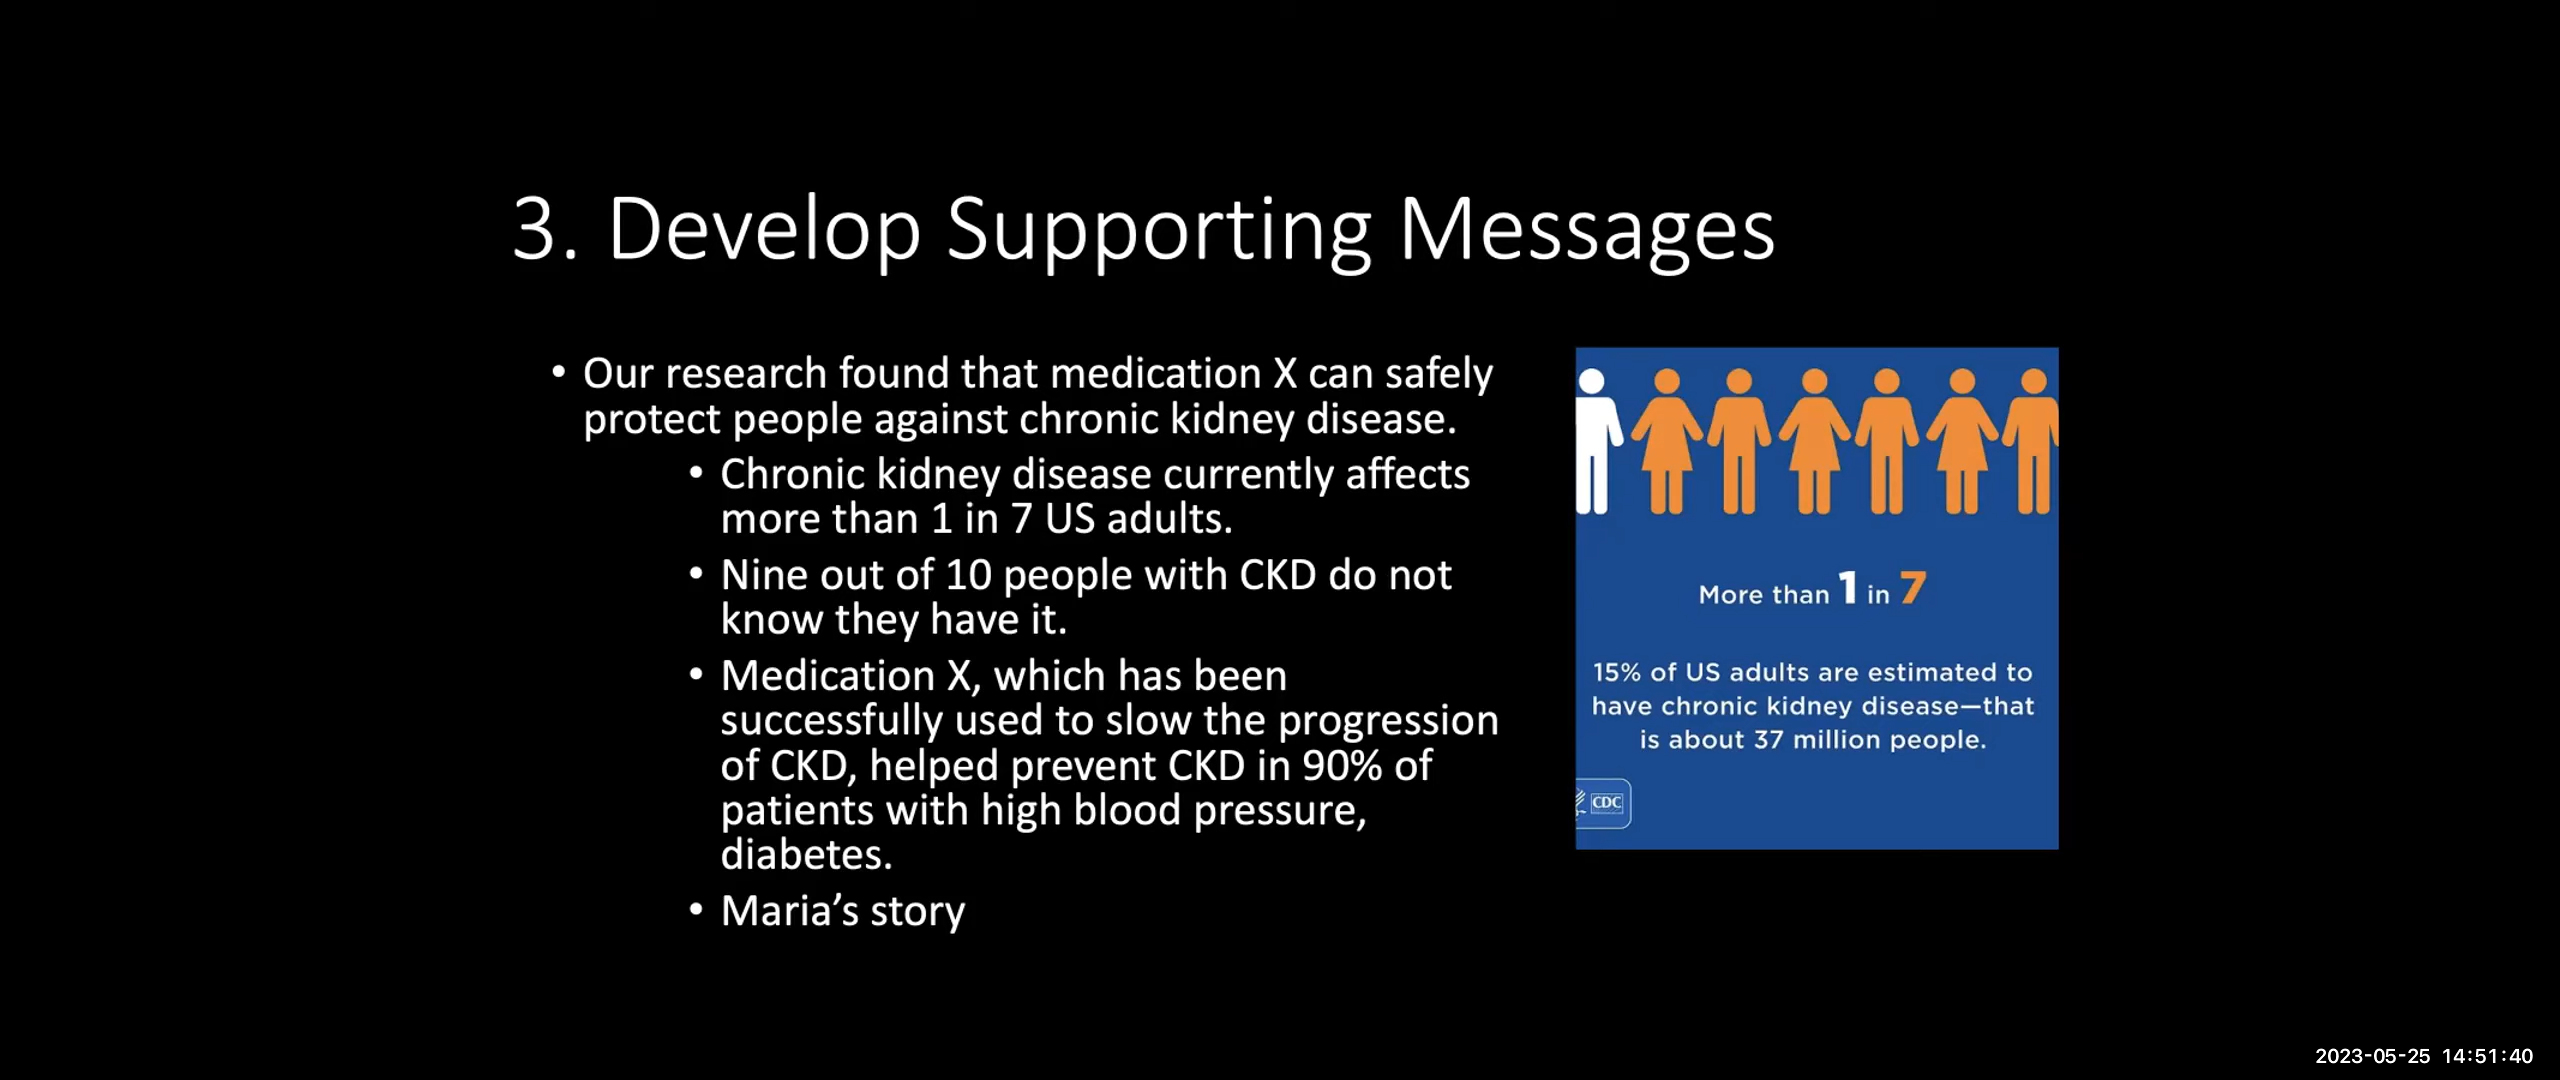 3. Develop Supporting Messages
• Our research found that medication X can safely
protect people against chronic kidney disease.
• Chronic kidney disease currently affects
more than 1 in 7 US adults.
• Nine out of 10 people with CKD do not
know they have it.
• Medication X, which has been
successfully used to slow the progression
of CKD, helped prevent CKD in 90% of
patients with high blood pressure,
diabetes.
• Maria’s story
More than 1 in 7
15% of US adults are estimated to
have chronic kidney disease—that
is about 37 million people.
CDC
2023-05-25 14:51:40